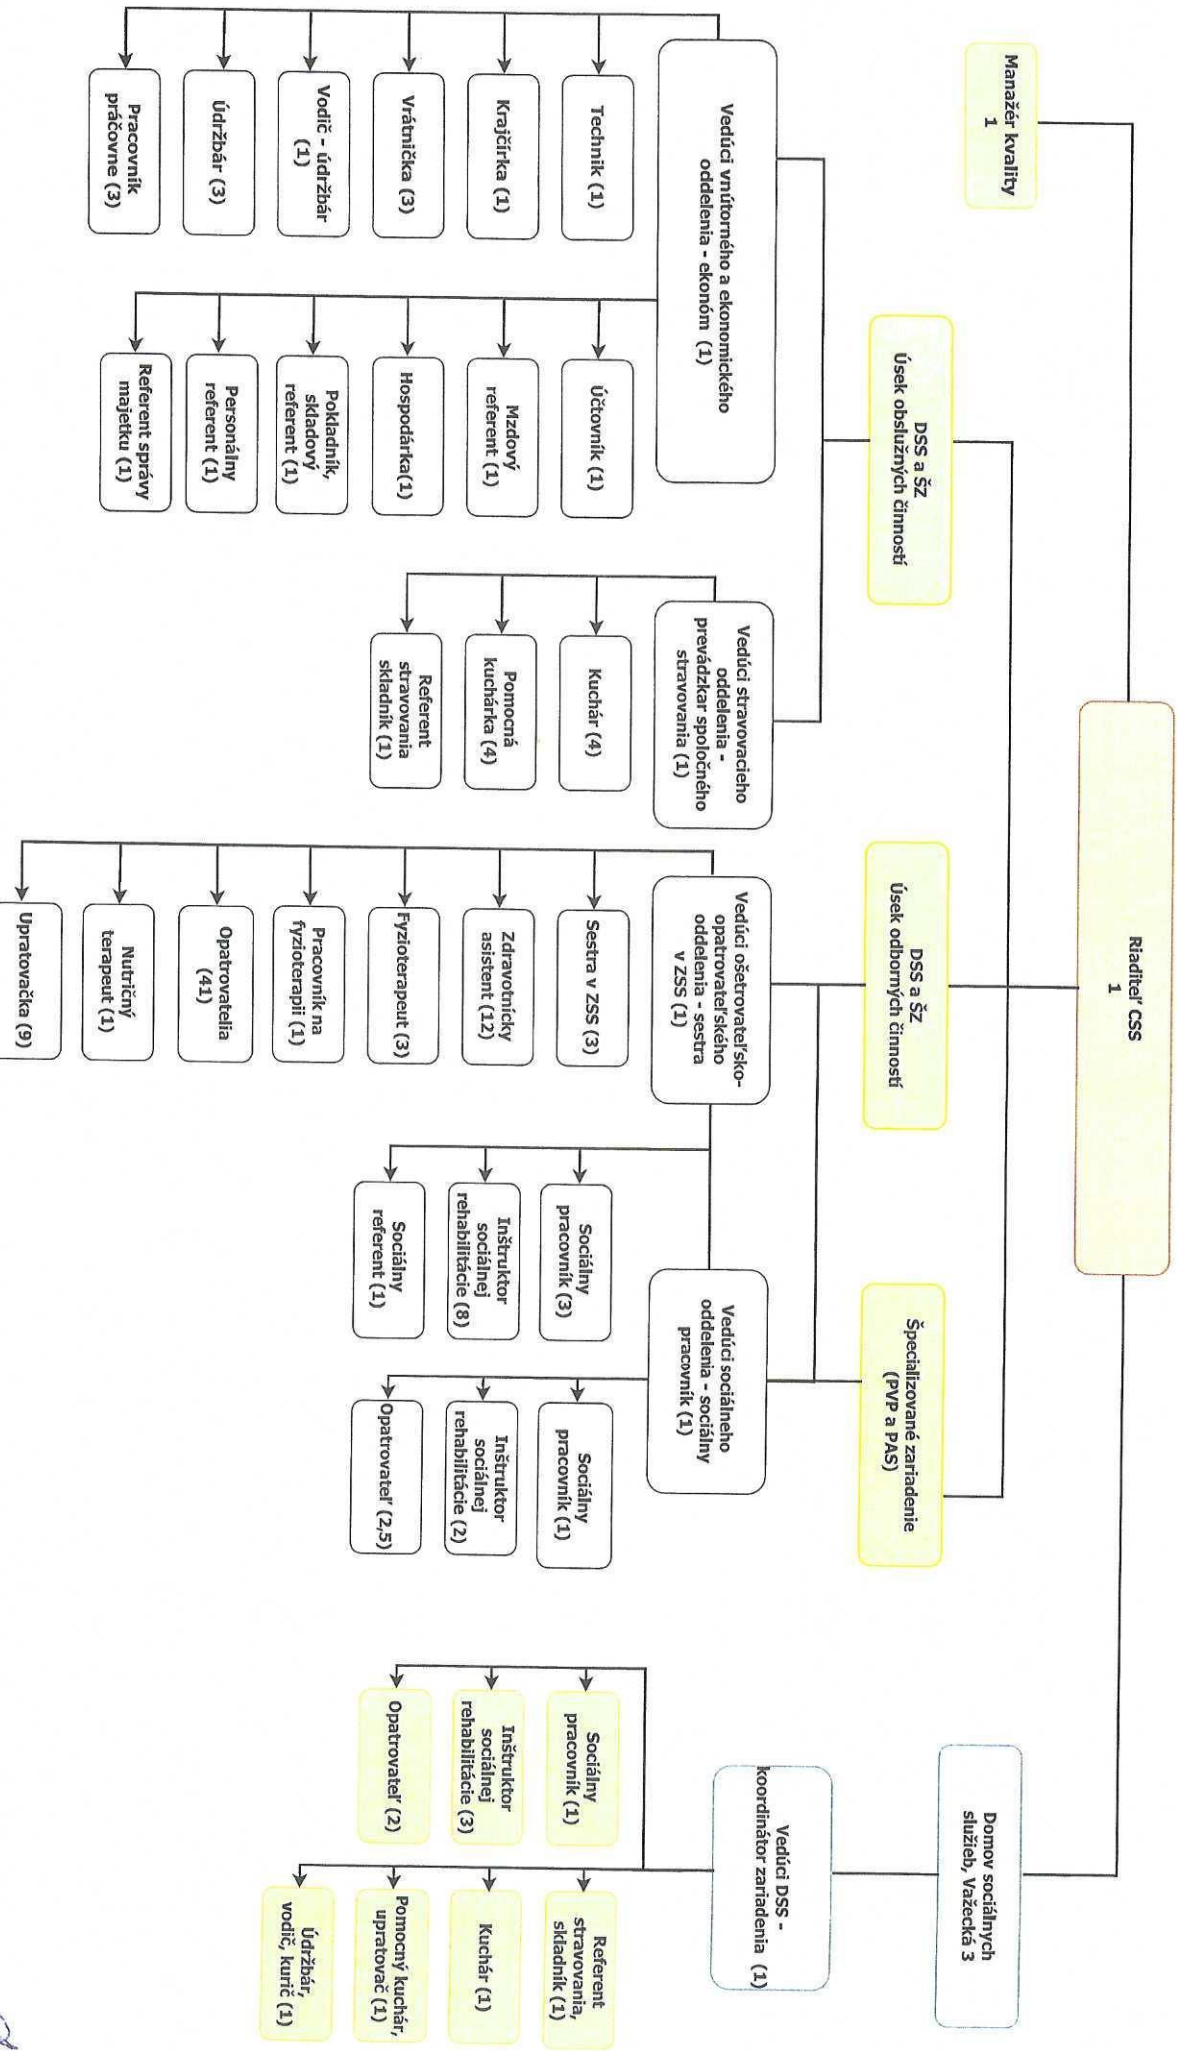 Riaditeľ CSS
1
Manažér kvality
1
DSS a ŠZ
Úsek obslužných činností
DSS a ŠZ
Úsek odborných činností
Špecializované zariadenie
(PVP a PAS)
Domov sociálnych
služieb, Važecká 3
Vedúci vnútorného a ekonomického
oddelenia - ekonóm (1)
Technik (1)
Krajčírka (1)
Vrátnička (3)
Vodič - údržbár
(1)
Údržbár (3)
Pracovník
práčovne (3)
Účtovník (1)
Mzdový
referent (1)
Hospodárka(1)
Pokladník,
skladový
referent (1)
Personálny
referent (1)
Referent správy
majetku (1)
Vedúci stravovacieho
oddelenia -
prevádzkar spoločného
stravovania (1)
Kuchár (4)
Pomocná
kuchárka (4)
Referent
stravovania
skladník (1)
Vedúci ošetrovateľsko-
opatrovateľského
oddelenia - sestra
v ZSS (1)
Sestra v ZSS (3)
Zdravotnícky
asistent (12)
Fyzioterapeut (3)
Pracovník na
fyzioterapii (1)
Opatrovatelia
(41)
Nutričný
terapeut (1)
Upratovačka (9)
Vedúci sociálneho
oddelenia - sociálny
pracovník (1)
Sociálny
pracovník (3)
Inštruktor
sociálnej
rehabilitácie (8)
Sociálny
referent (1)
Sociálny
pracovník (1)
Inštruktor
sociálnej
rehabilitácie (2)
Opatrovateľ (2,5)
Vedúci DSS -
koordinátor zariadenia (1)
Sociálny
pracovník (1)
Inštruktor
sociálnej
rehabilitácie (3)
Opatrovateľ (2)
Referent
stravovania,
skladník (1)
Kuchár (1)
Pomocný kuchár,
upratovač (1)
Údržbár,
vodič, kurič (1)